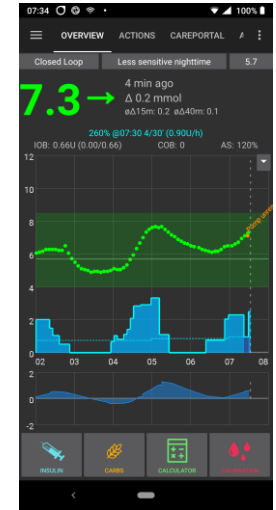 07:34 100%
OVERVIEW ACTIONS CAREPORTAL
Closed Loop Less sensitive nighttime 5.7
7.3 → 4 min ago
Δ 0.2 mmol
øΔ15m: 0.2 øΔ40m: 0.1
260% @07:30 4/30' (0.90U/h)
IOB: 0.66U (0.00/0.66) COB: 0 AS: 120%
12
10
8
6
4
2
0
02 03 04 05 06 07 08
2
0
-2
INSULIN CARBS CALCULATOR